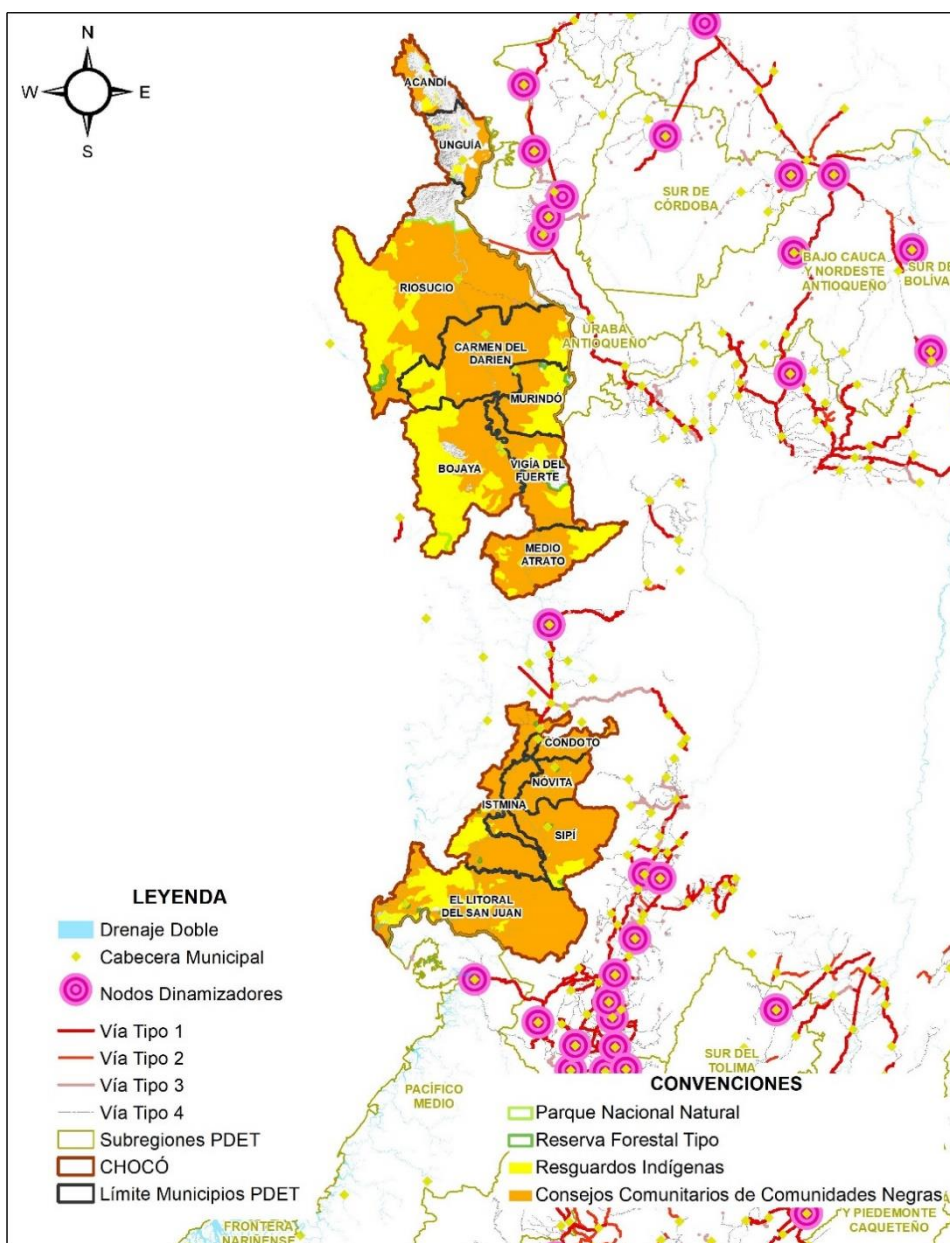 N
W E
S
ACANDÍ
UNGUÍA
SUR DE
CÓRDOBA
BAJO CAUCA
Y NORDESTE
ANTIOQUEÑO
SUR DE
BOLÍVA
RIOSUCIO
URABÁ
ANTIOQUEÑO
CARMEN DEL
DARIEN
MURINDÓ
BOJAYA
VIGÍA DEL
FUERTE
MEDIO
ATRATO
CONDOTO
NÓVITA
ISTMINA
SIPÍ
EL LITORAL
DEL SAN JUAN
LEYENDA
Drenaje Doble
Cabecera Municipal
Nodos Dinamizadores
Vía Tipo 1
Vía Tipo 2
Vía Tipo 3
Vía Tipo 4
Subregiones PDET
CHOCÓ
Límite Municipios PDET
SUR DEL
TOLIMA
PACÍFICO
MEDIO
CONVENCIONES
Parque Nacional Natural
Reserva Forestal Tipo
Resguardos Indígenas
Consejos Comunitarios de Comunidades Negras
FRONTERA
NARIÑENSE
Y PIEDEMONTE
CAQUETEÑO